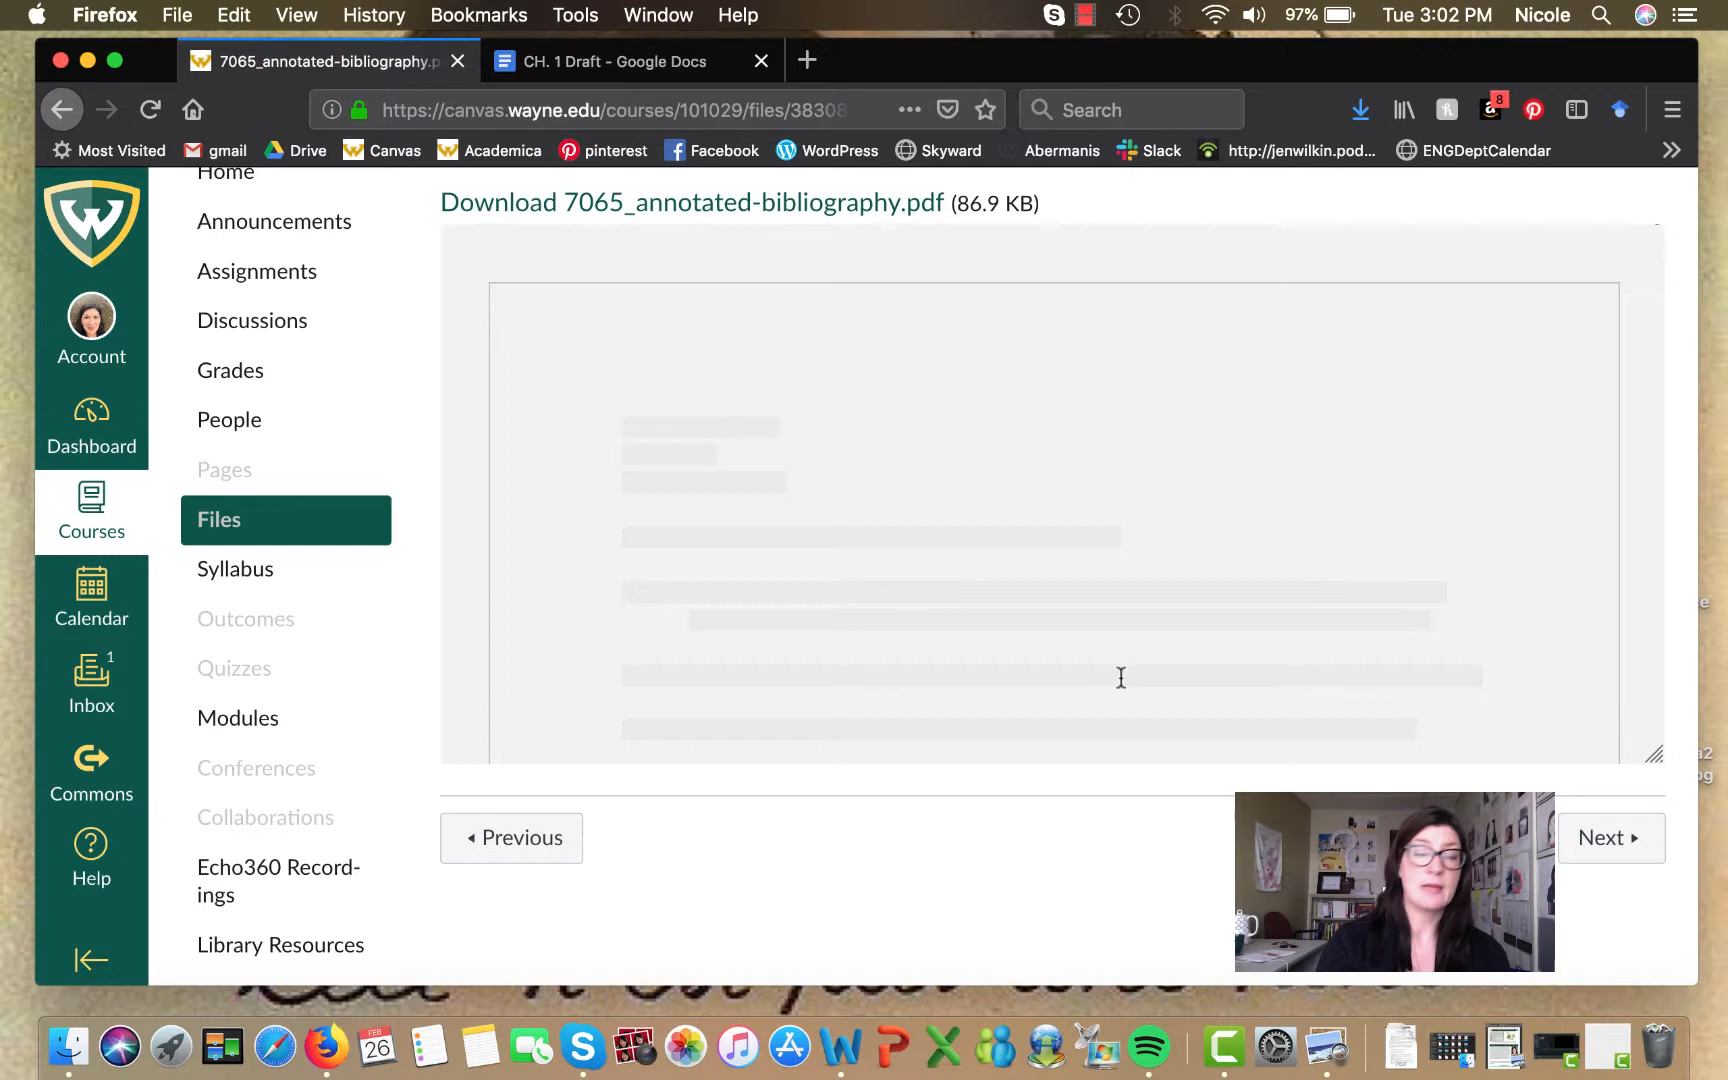 Firefox File Edit View History Bookmarks Tools Window Help 97% Tue 3:02 PM Nicole
7065_annotated-bibliography.p CH. 1 Draft - Google Docs
https://canvas.wayne.edu/courses/101029/files/38308 Search 8
Most Visited gmail Drive Canvas Academica pinterest Facebook WordPress Skyward Abermanis Slack http://jenwilkin.pod... ENGDeptCalendar
Home
Download 7065_annotated-bibliography.pdf (86.9 KB)
Announcements
Assignments
Discussions
Account
Grades
People
Dashboard
Pages
Files
Courses
Syllabus
Calendar
Outcomes
Quizzes
1
Inbox
Modules
Conferences
Commons
Collaborations
Previous
Next
Help
Echo360 Record-
ings
Library Resources
FEB
26